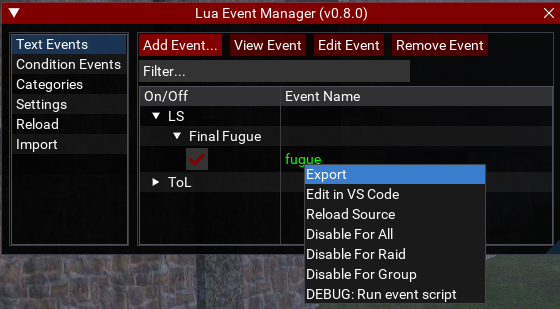 Lua Event Manager (v0.8.0)
Text Events
Condition Events
Categories
Settings
Reload
Import
Add Event... View Event Edit Event Remove Event
Filter...
On/Off Event Name
LS
Final Fugue
fugue
ToL
Export
Edit in VS Code
Reload Source
Disable For All
Disable For Raid
Disable For Group
DEBUG: Run event script